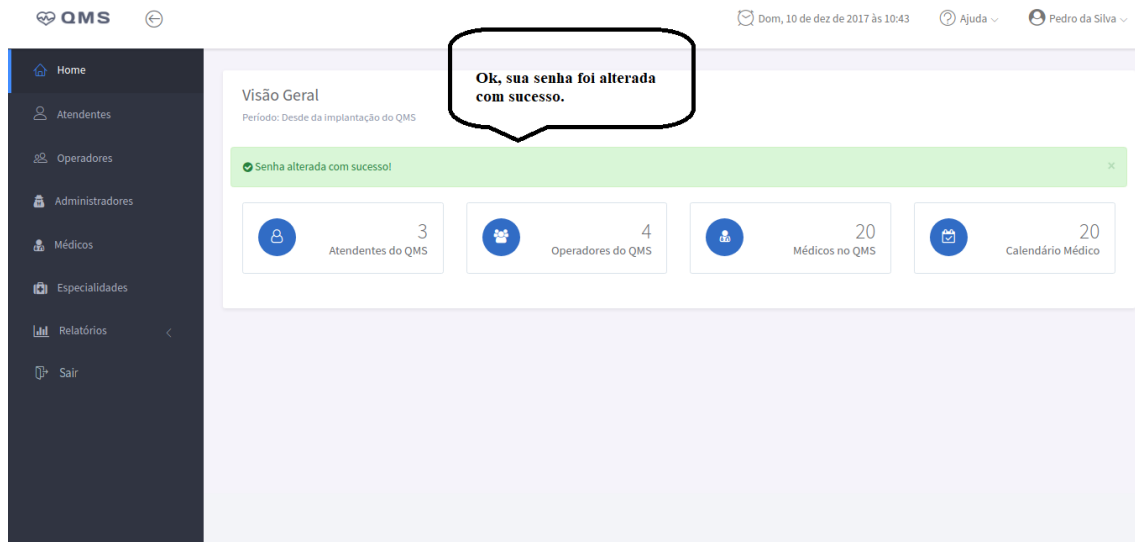 QMS
Dom, 10 de dez de 2017 às 10:43
Ajuda
Pedro da Silva
Home
Atendentes
Operadores
Administradores
Médicos
Especialidades
Relatórios
Sair
Ok, sua senha foi alterada
com sucesso.
Visão Geral
Período: Desde da implantação do QMS
Senha alterada com sucesso!
×
3
Atendentes do QMS
4
Operadores do QMS
20
Médicos no QMS
20
Calendário Médico